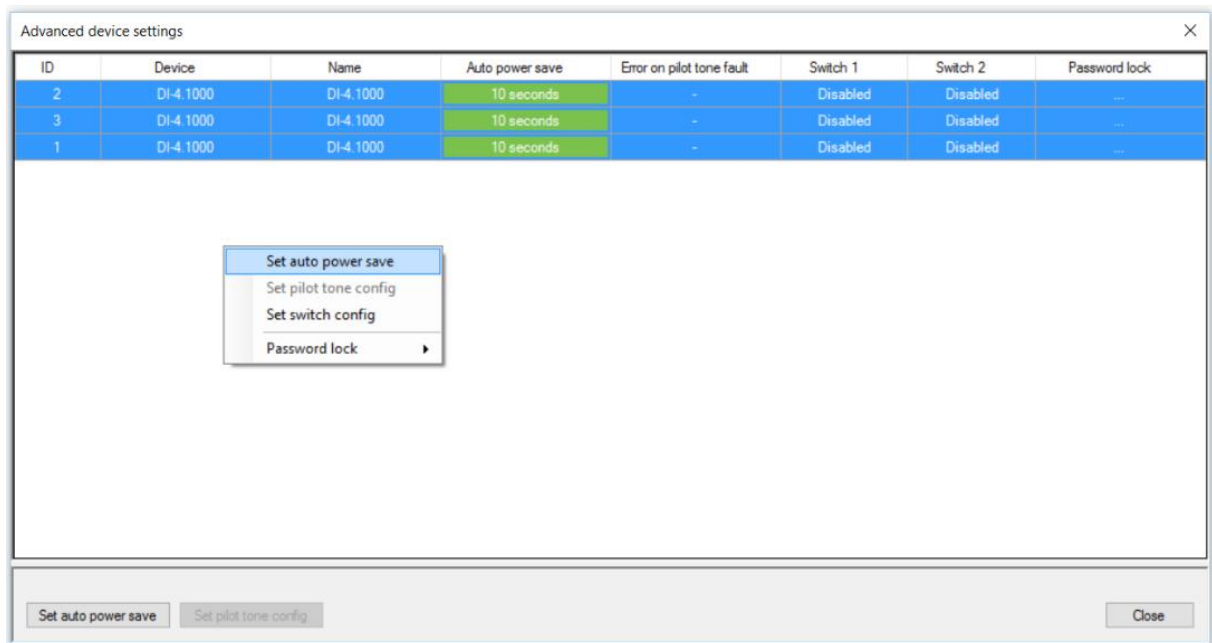 Advanced device settings
ID Device Name Auto power save Error on pilot tone fault Switch 1 Switch 2 Password lock
2 DI-4.1000 DI-4.1000 10 seconds - Disabled Disabled ...
3 DI-4.1000 DI-4.1000 10 seconds - Disabled Disabled ...
1 DI-4.1000 DI-4.1000 10 seconds - Disabled Disabled ...
Set auto power save
Set pilot tone config
Set switch config
Password lock
Set auto power save Set pilot tone config Close